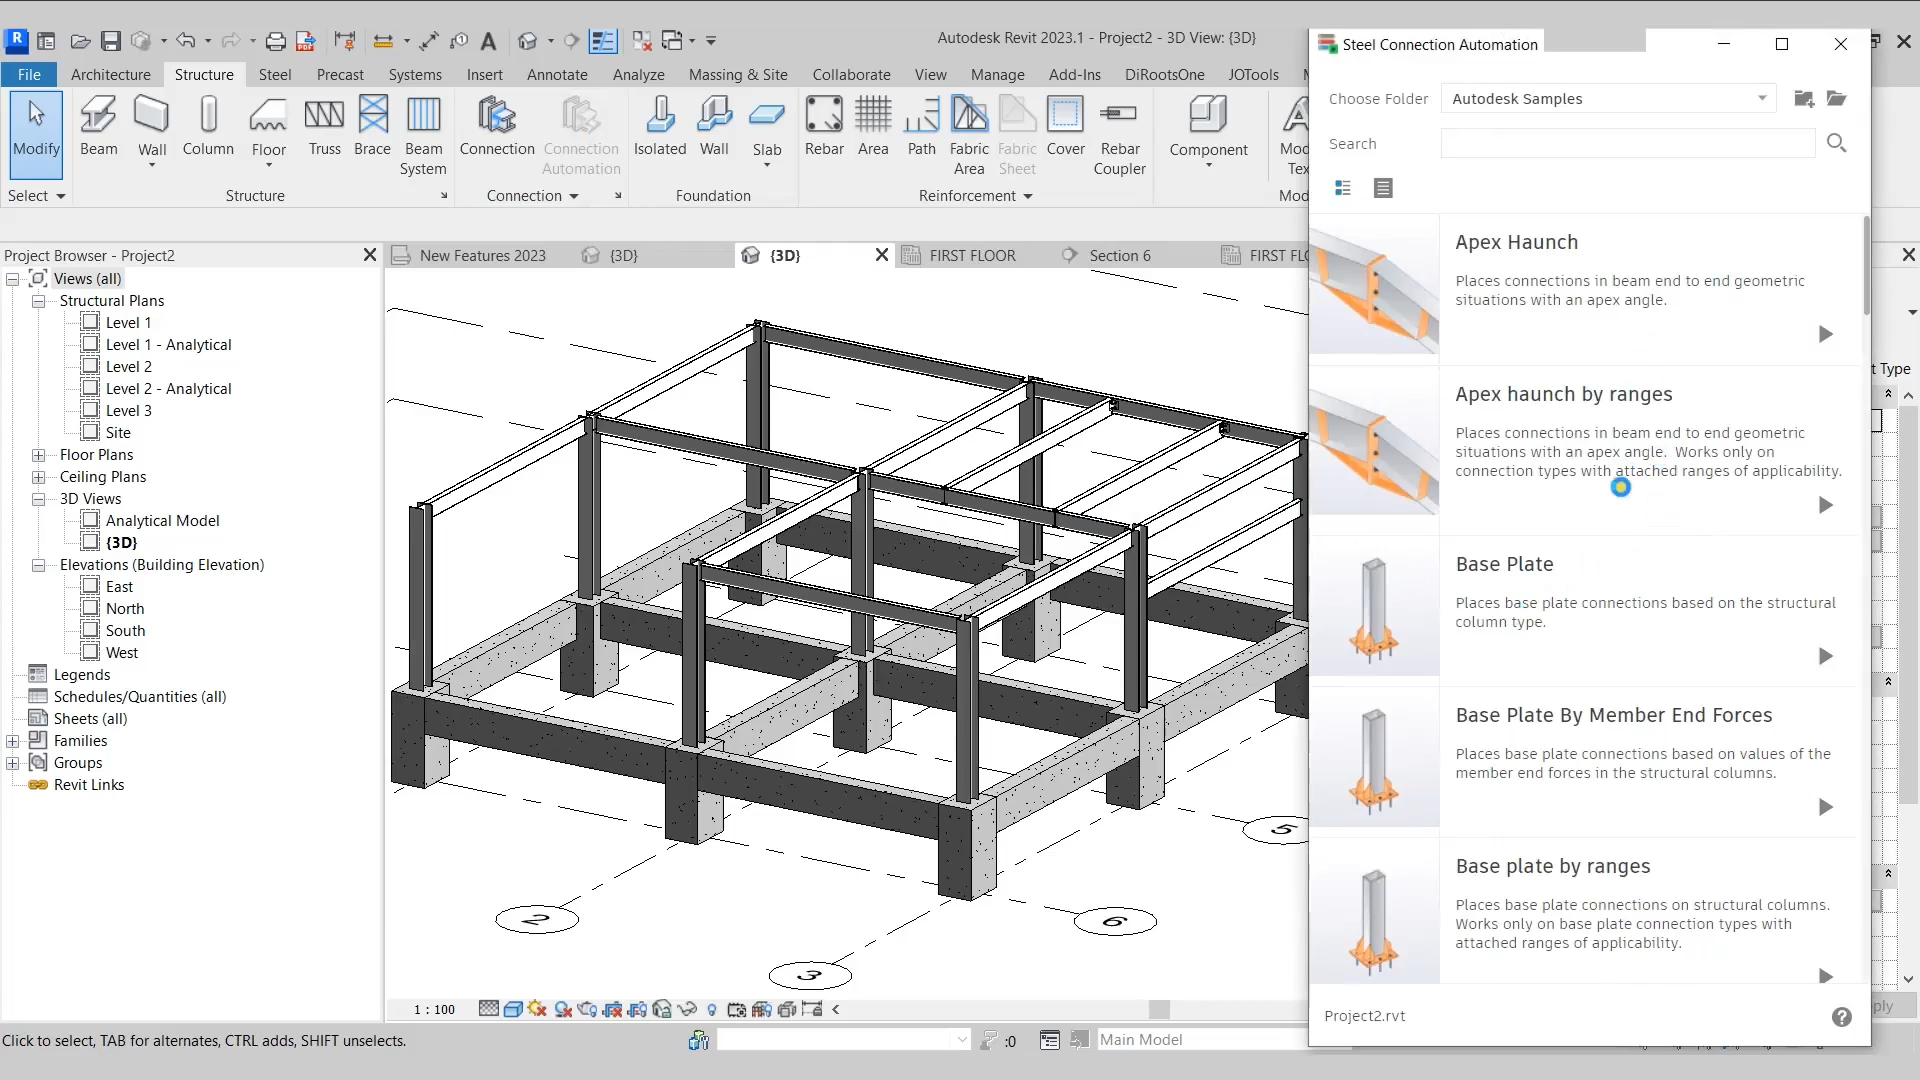 Autodesk Revit 2023.1 - Project2 - 3D View: {3D}
File Architecture Structure Steel Precast Systems Insert Annotate Analyze Massing & Site Collaborate View Manage Add-Ins DiRootsOne JOTools
Modify Beam Wall Column Floor Truss Brace Beam System Connection Connection Automation Isolated Wall Slab Rebar Area Path Fabric Area Fabric Sheet Cover Rebar Coupler Component
Select Structure Connection Foundation Reinforcement
Project Browser - Project2
New Features 2023 {3D} {3D} FIRST FLOOR Section 6
Views (all)
Structural Plans
Level 1
Level 1 - Analytical
Level 2
Level 2 - Analytical
Level 3
Site
Floor Plans
Ceiling Plans
3D Views
Analytical Model
{3D}
Elevations (Building Elevation)
East
North
South
West
Legends
Schedules/Quantities (all)
Sheets (all)
Families
Groups
Revit Links
2
3
5
6
1 : 100
Click to select, TAB for alternates, CTRL adds, SHIFT unselects.
:0
Main Model
Steel Connection Automation
Choose Folder Autodesk Samples
Search
Apex Haunch
Places connections in beam end to end geometric
situations with an apex angle.
Apex haunch by ranges
Places connections in beam end to end geometric
situations with an apex angle. Works only on
connection types with attached ranges of applicability.
Base Plate
Places base plate connections based on the structural
column type.
Base Plate By Member End Forces
Places base plate connections based on values of the
member end forces in the structural columns.
Base plate by ranges
Places base plate connections on structural columns.
Works only on base plate connection types with
attached ranges of applicability.
Project2.rvt
t Type